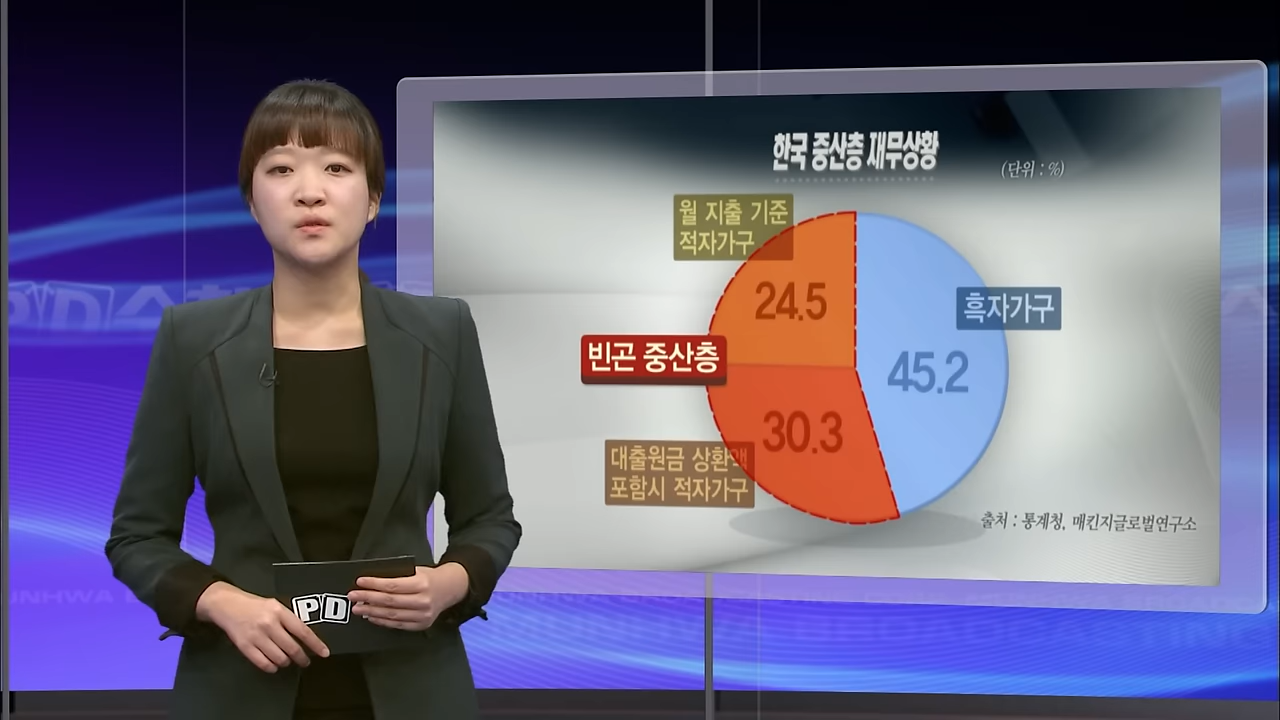 한국 중산층 재무상황
(단위 : %)
월 지출 기준
적자가구
24.5
흑자가구
45.2
빈곤 중산층
30.3
대출원금 상환액
포함시 적자가구
출처 : 통계청, 매킨지글로벌연구소
PD
PD수